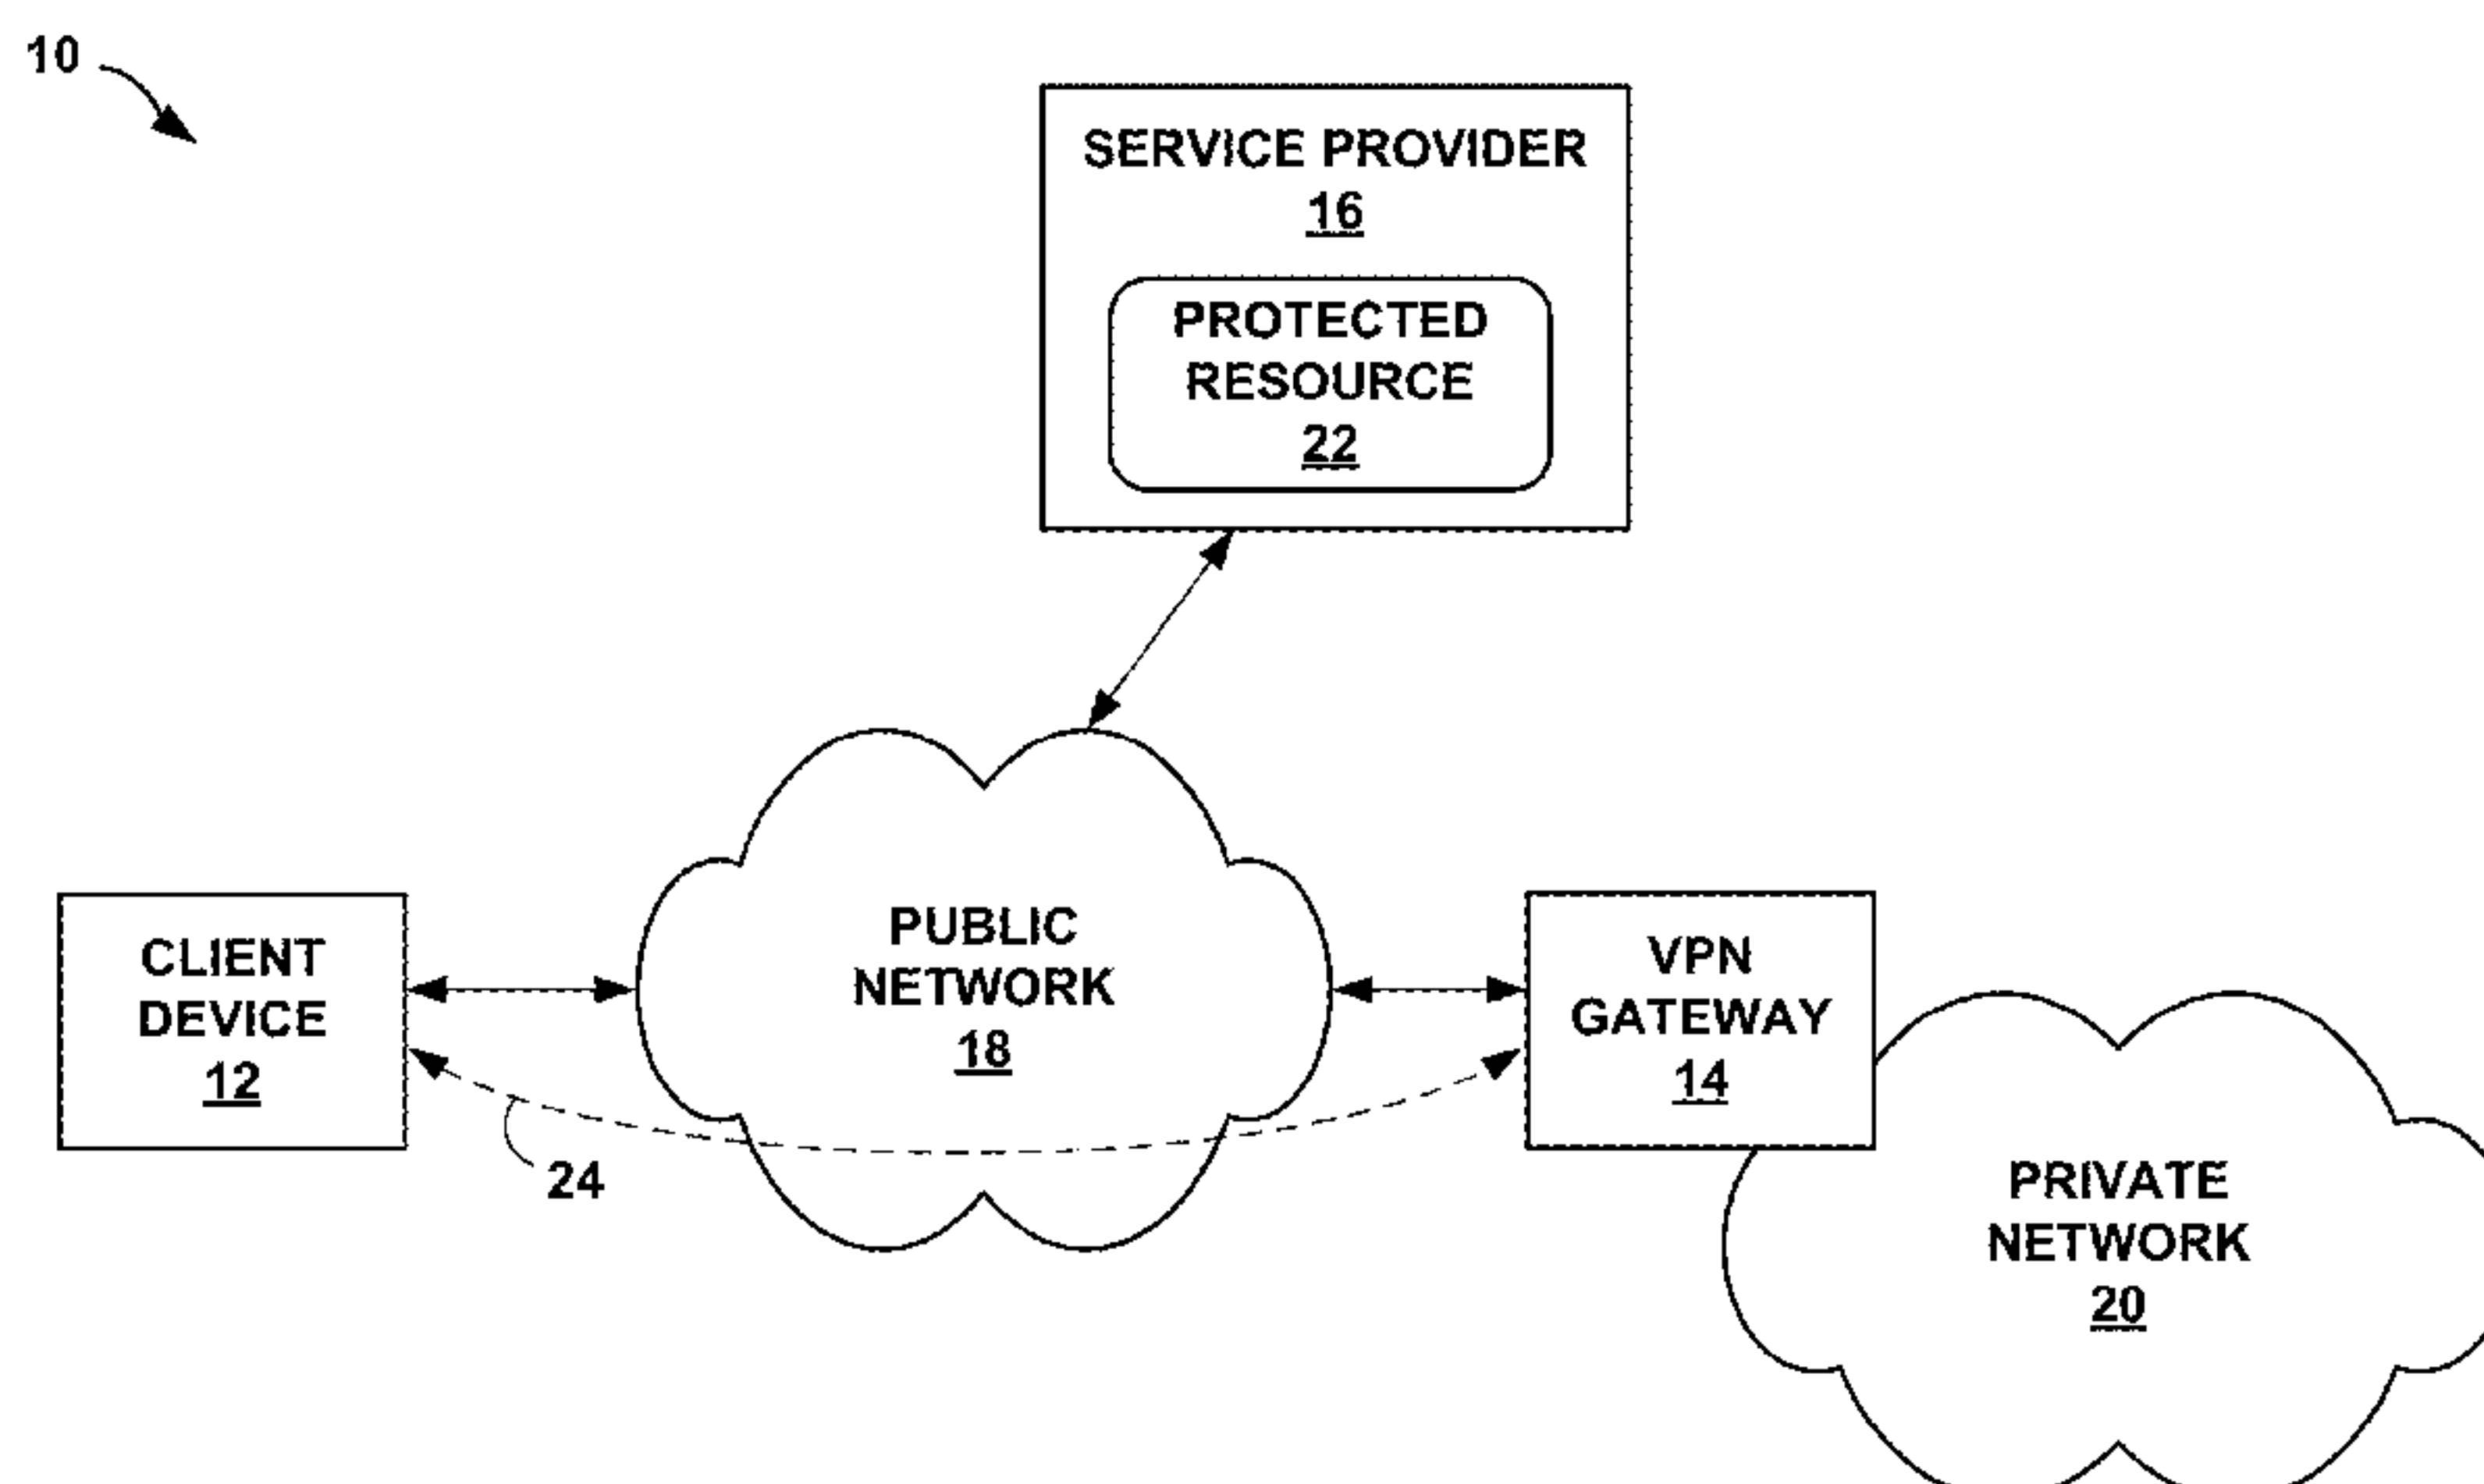 10
SERVICE PROVIDER
16
PROTECTED
RESOURCE
22
PUBLIC
NETWORK
18
CLIENT
DEVICE
12
VPN
GATEWAY
14
24
PRIVATE
NETWORK
20